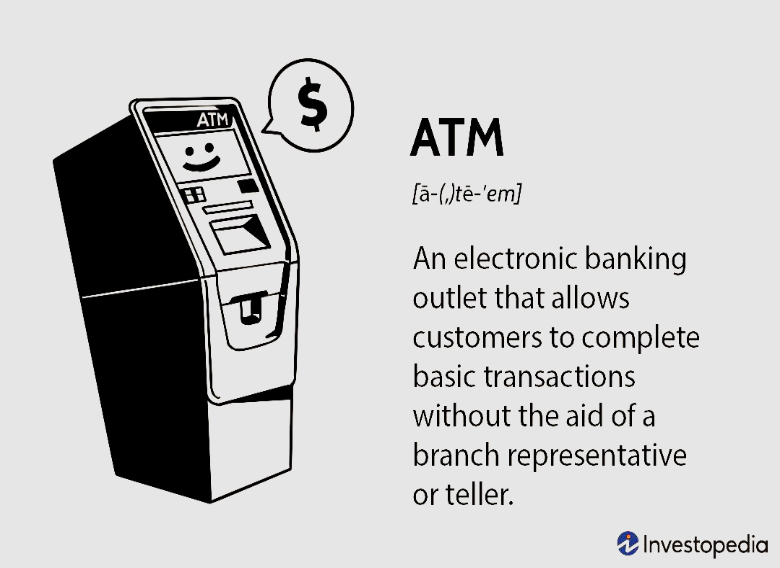 $
ATM
ATM
[ā-(,)tē-'em]
An electronic banking
outlet that allows
customers to complete
basic transactions
without the aid of a
branch representative
or teller.
Investopedia